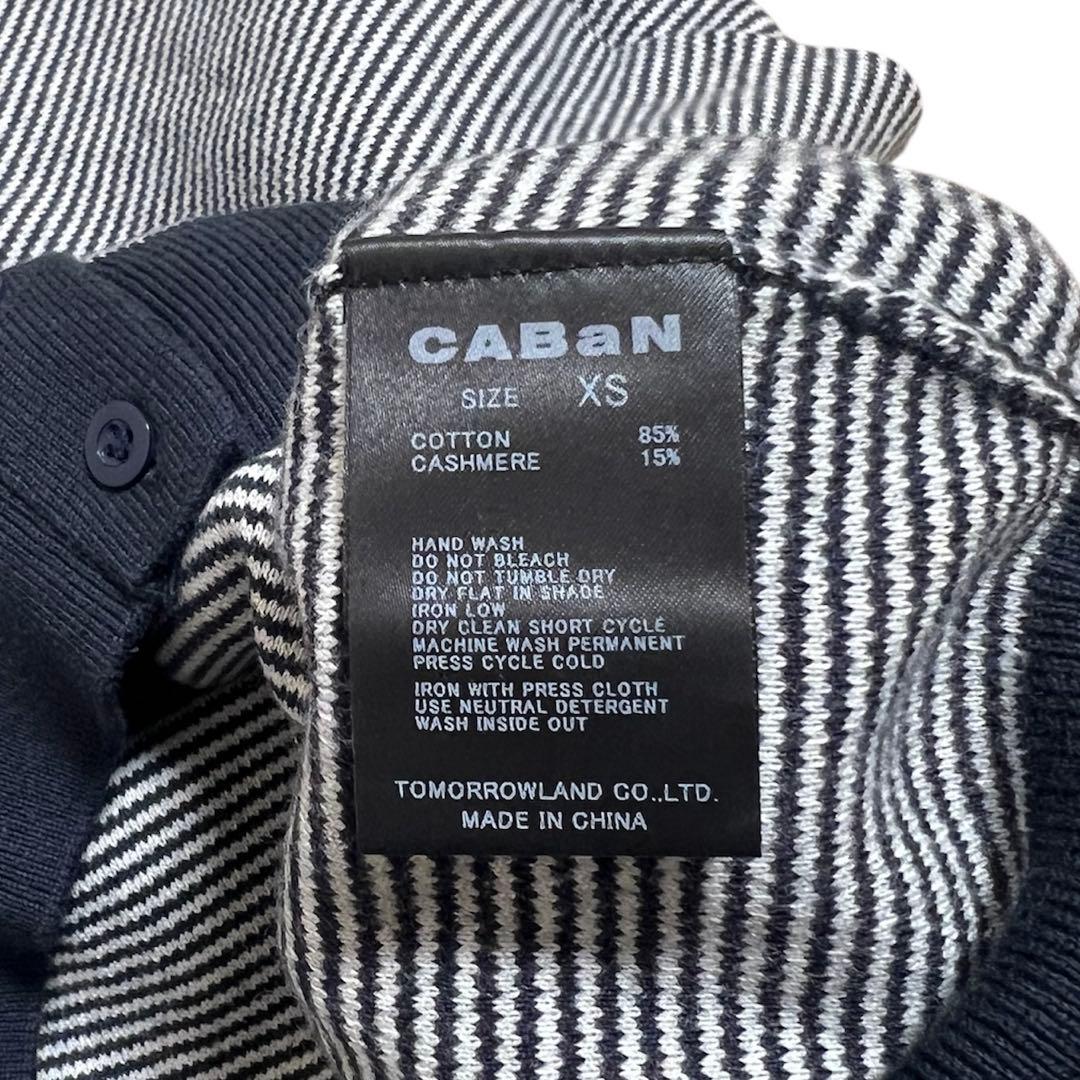 CABaN
SIZE XS
COTTON 85%
CASHMERE 15%
HAND WASH
DO NOT BLEACH
DO NOT TUMBLE DRY
DRY FLAT IN SHADE
IRON LOW
DRY CLEAN SHORT CYCLE
MACHINE WASH PERMANENT
PRESS CYCLE COLD
IRON WITH PRESS CLOTH
USE NEUTRAL DETERGENT
WASH INSIDE OUT
TOMORROWLAND CO.,LTD.
MADE IN CHINA